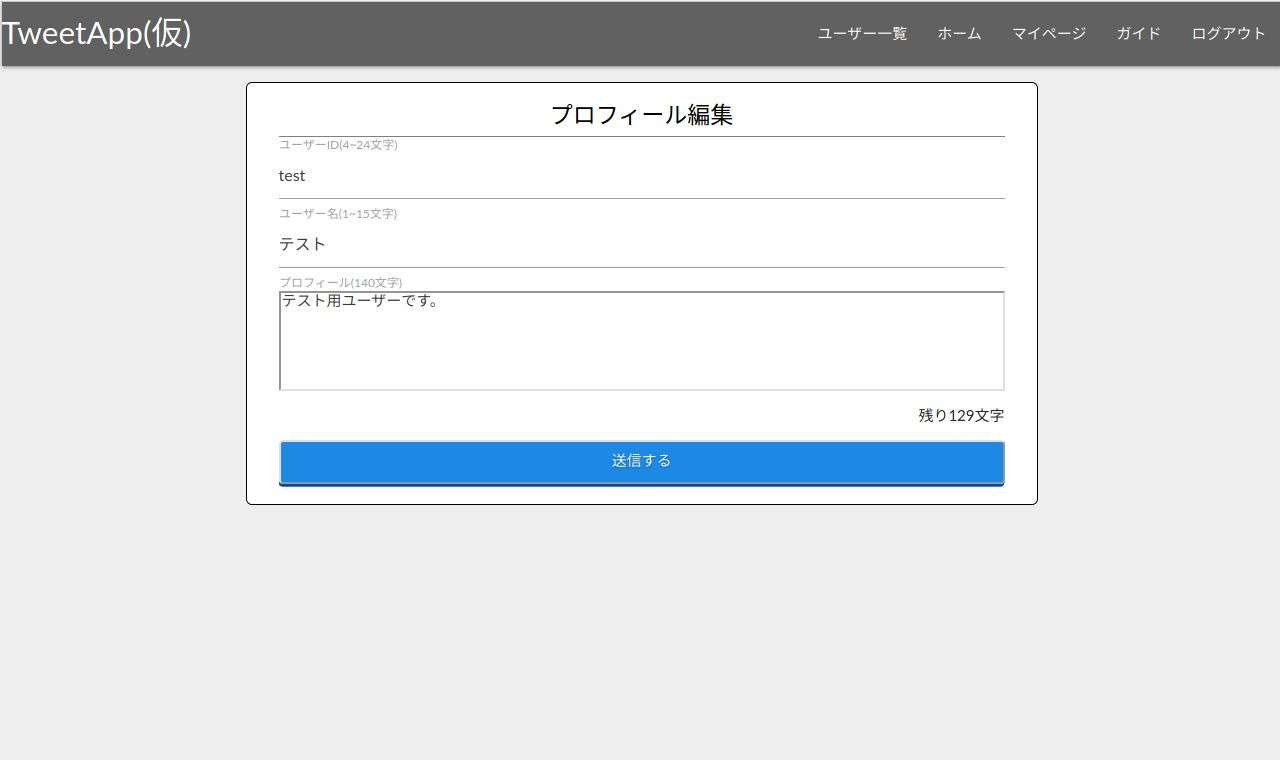 TweetApp(仮)
ユーザー一覧 ホーム マイページ ガイド ログアウト
プロフィール編集
ユーザーID(4~24文字)
test
ユーザー名(1~15文字)
テスト
プロフィール(140文字)
テスト用ユーザーです。
残り129文字
送信する